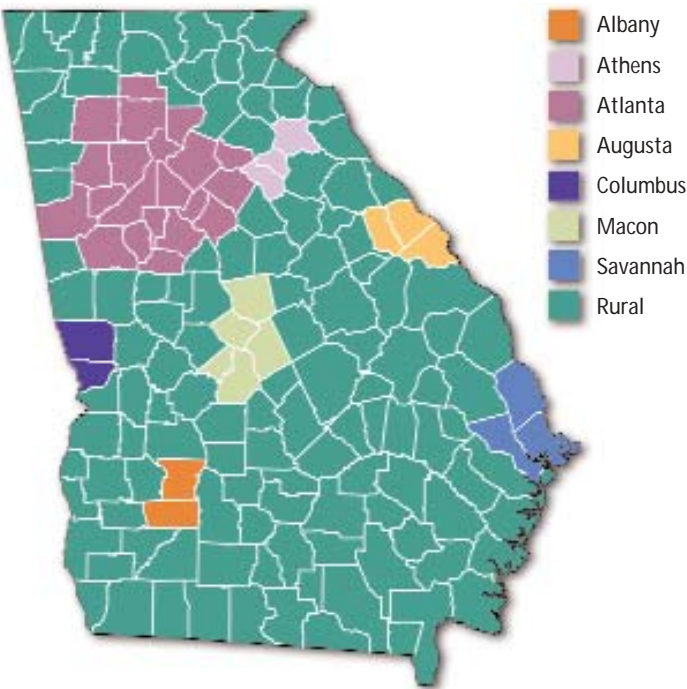 Albany
Athens
Atlanta
Augusta
Columbus
Macon
Savannah
Rural